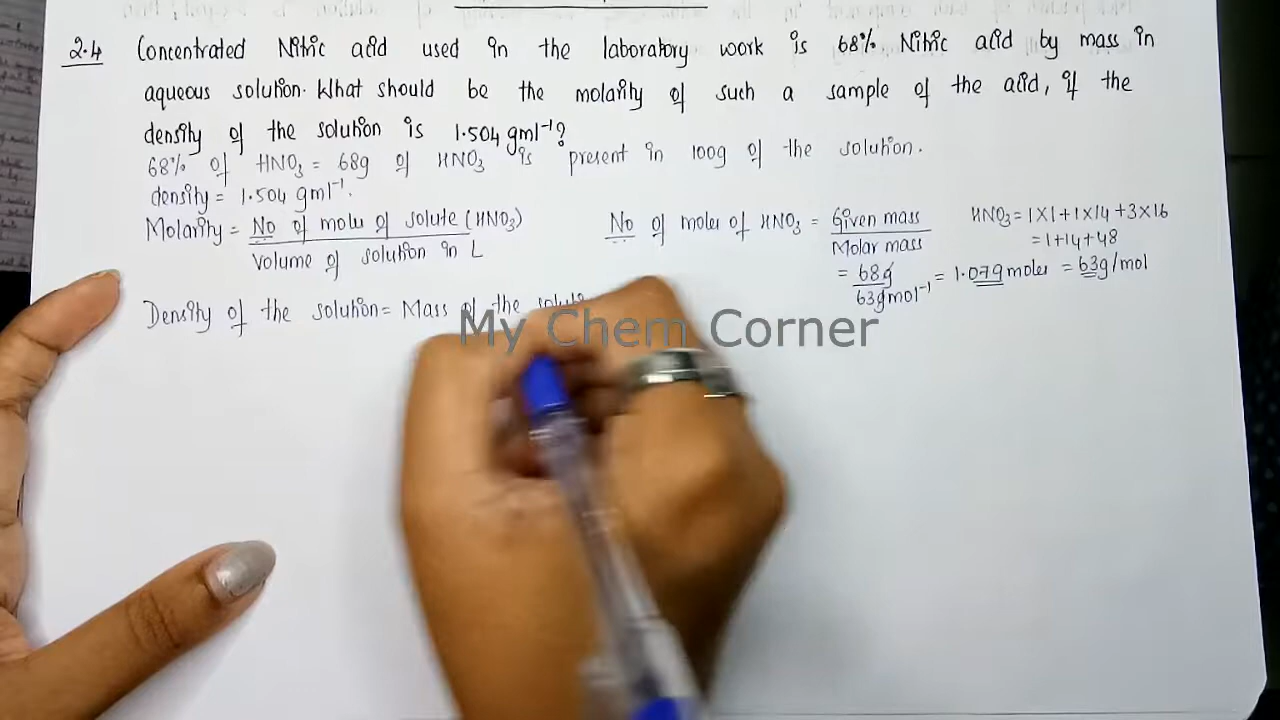 2.4 Concentrated Nitric acid used in the laboratory work is 68% Nitric acid by mass in
aqueous solution. What should be the molarity of such a sample of the acid, if the
density of the solution is 1.504 gml⁻¹?
68% of HNO₃ = 68g of HNO₃ is present in 100g of the solution.
density = 1.504 gml⁻¹.
Molarity = No of moles of solute (HNO₃)
Volume of solution in L
No of moles of HNO₃ = Given mass
Molar mass
= 68g
63gmol⁻¹
= 1.079 moles
HNO₃ = 1×1+1×14+3×16
= 1+14+48
= 63g/mol
Density of the solution = Mass of the
My Chem Corner